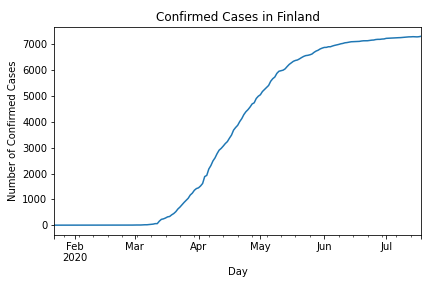 Confirmed Cases in Finland
Number of Confirmed Cases
7000
6000
5000
4000
3000
2000
1000
0
Feb Mar Apr May Jun Jul
2020
Day